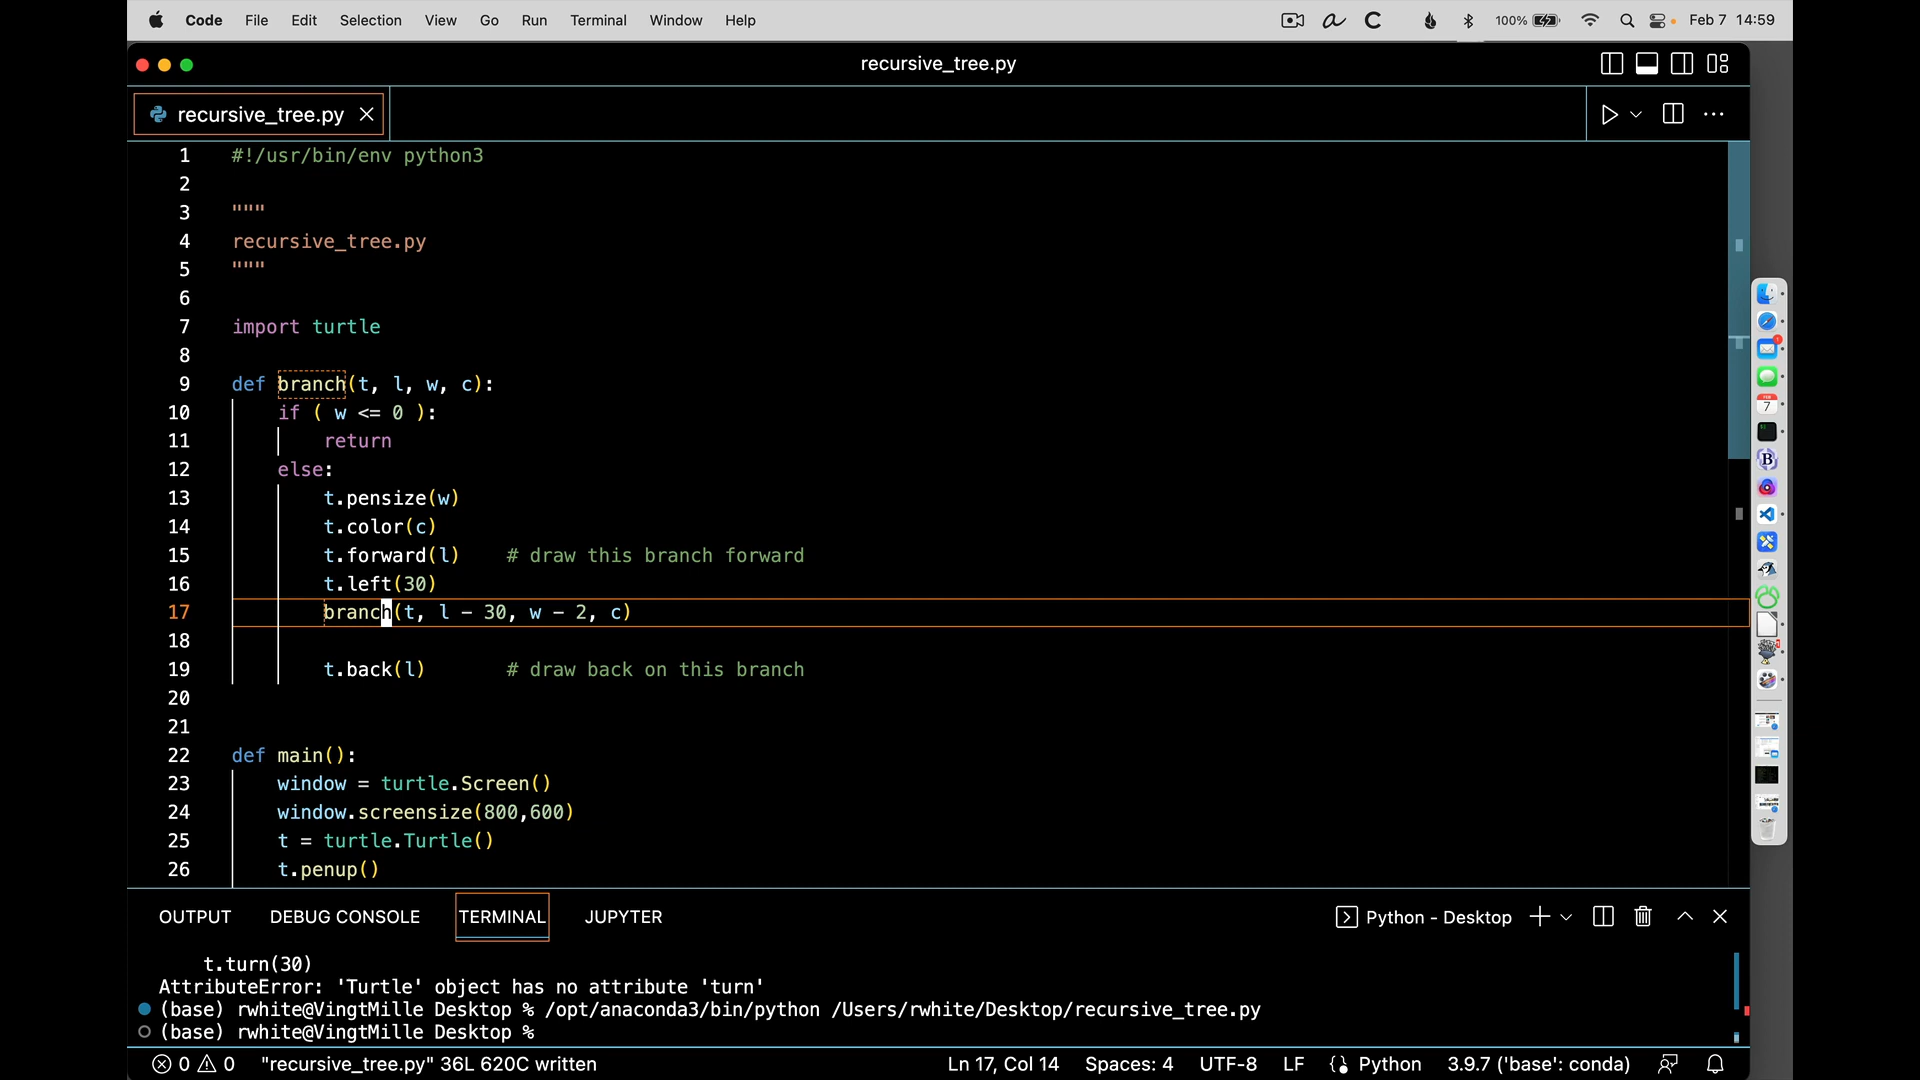 Code File Edit Selection View Go Run Terminal Window Help 100% Feb 7 14:59
recursive_tree.py
recursive_tree.py
1 #!/usr/bin/env python3
2
3 """
4 recursive_tree.py
5 """
6
7 import turtle
8
9 def branch(t, l, w, c):
10 if ( w <= 0 ):
11 return
12 else:
13 t.pensize(w)
14 t.color(c)
15 t.forward(l) # draw this branch forward
16 t.left(30)
17 branch(t, l - 30, w - 2, c)
18
19 t.back(l) # draw back on this branch
20
21
22 def main():
23 window = turtle.Screen()
24 window.screensize(800,600)
25 t = turtle.Turtle()
26 t.penup()
OUTPUT DEBUG CONSOLE TERMINAL JUPYTER Python - Desktop
t.turn(30)
AttributeError: 'Turtle' object has no attribute 'turn'
(base) rwhite@VingtMille Desktop % /opt/anaconda3/bin/python /Users/rwhite/Desktop/recursive_tree.py
(base) rwhite@VingtMille Desktop %
0 0 "recursive_tree.py" 36L 620C written Ln 17, Col 14 Spaces: 4 UTF-8 LF Python 3.9.7 ('base': conda)